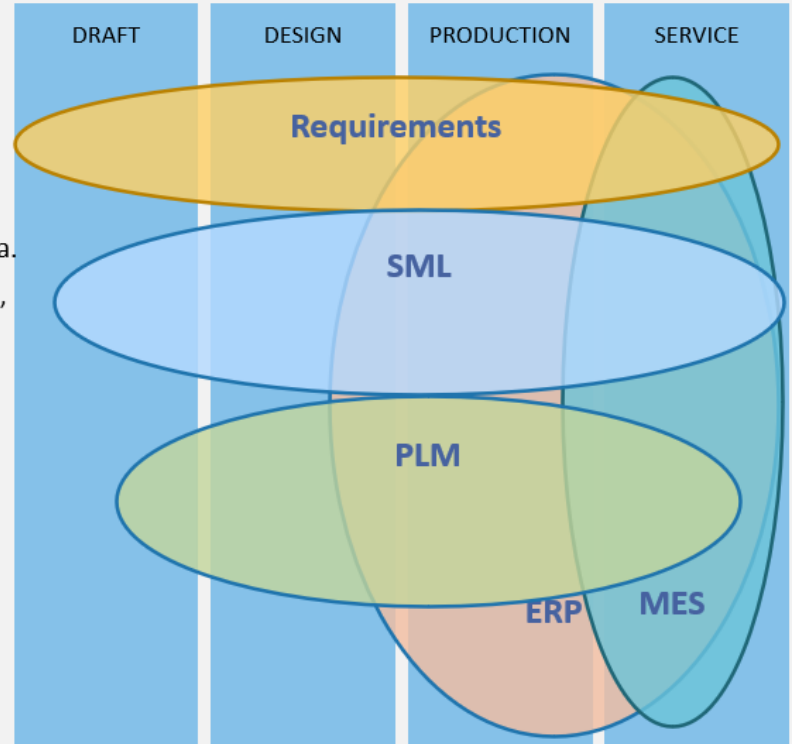 DRAFT DESIGN PRODUCTION SERVICE
Requirements
a.
SML
,
PLM
ERP MES